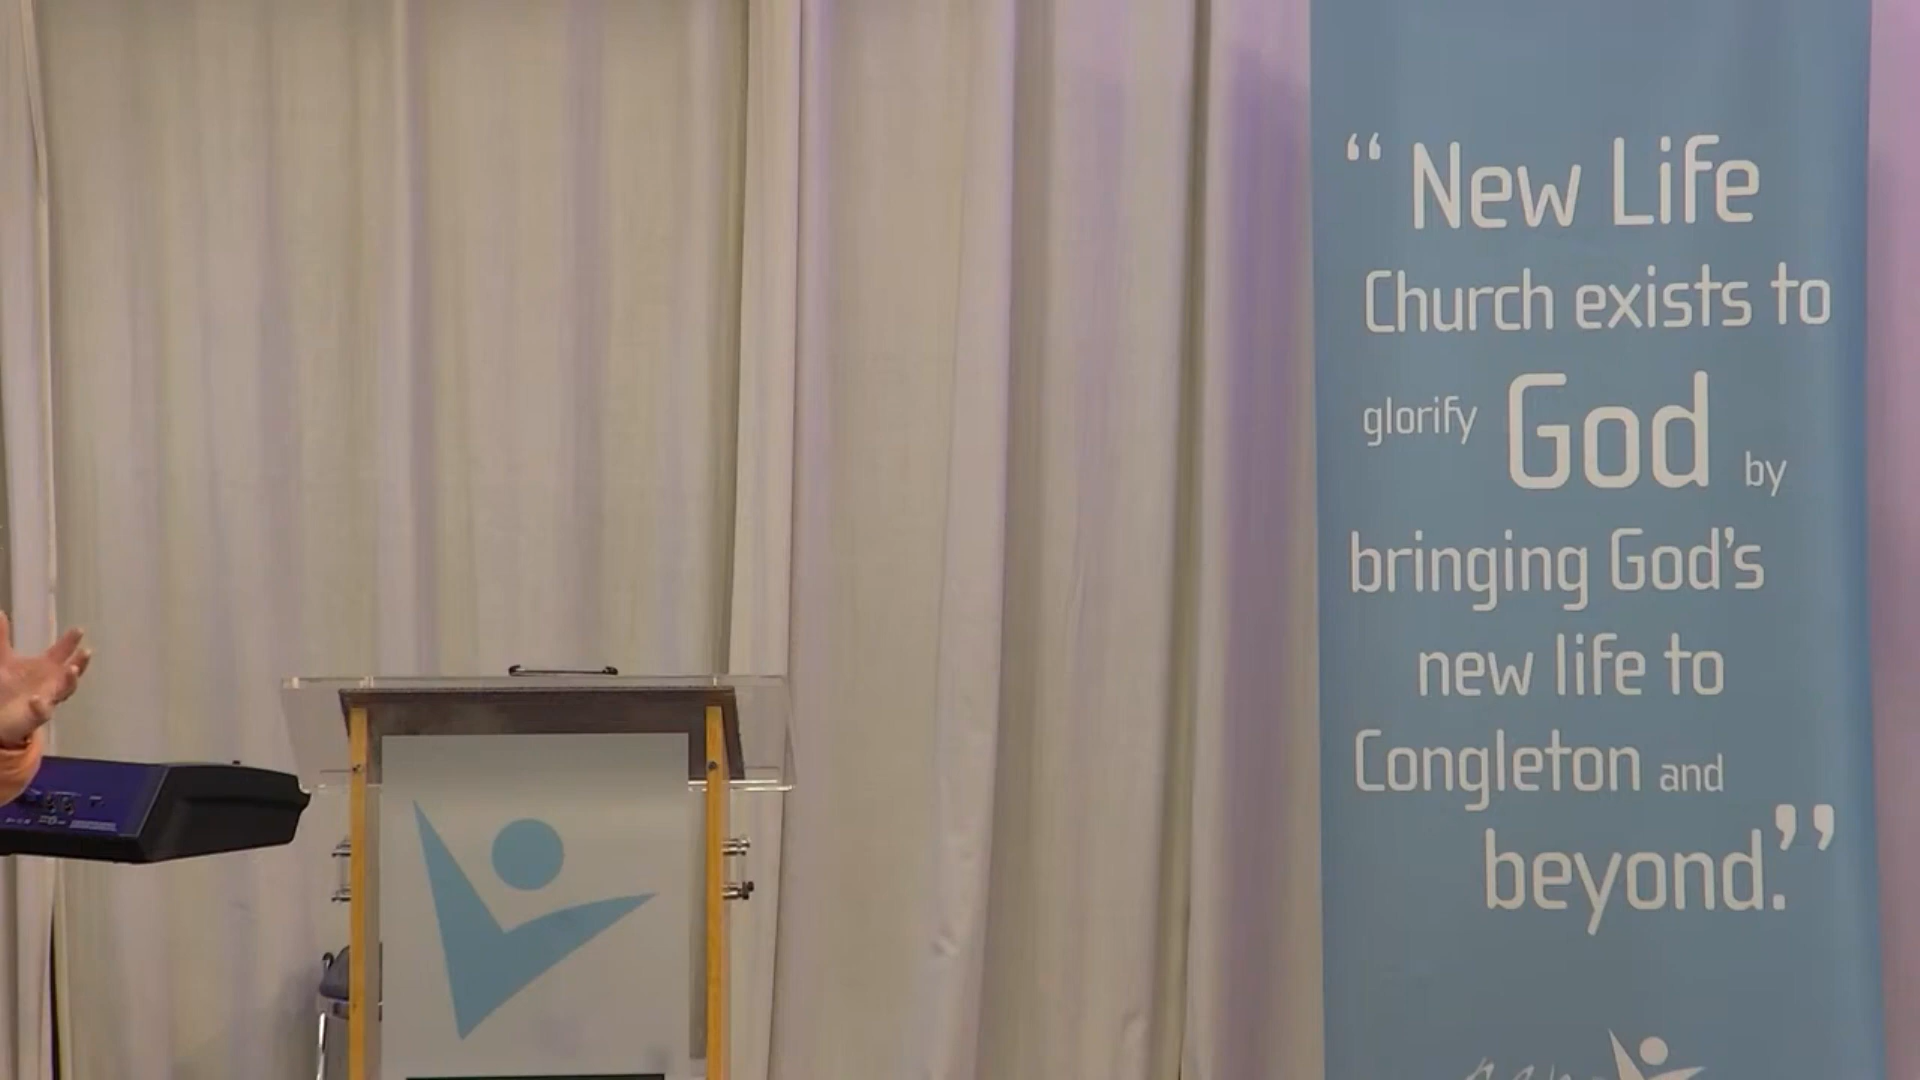 “New Life
Church exists to
glorify God by
bringing God’s
new life to
Congleton and
beyond.”